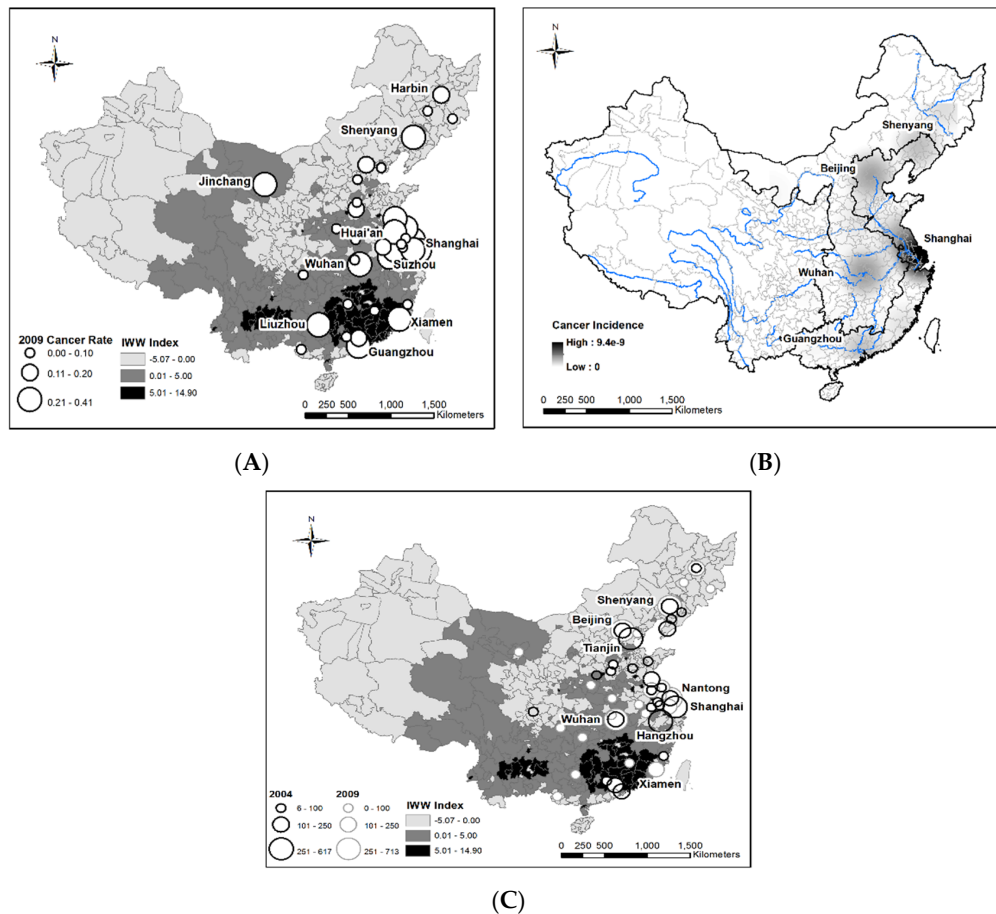 N
Harbin
Shenyang
Jinchang
Huai'an
Shanghai
Wuhan
Suzhou
Liuzhou
Xiamen
Guangzhou
2009 Cancer Rate
0.00 - 0.10
0.11 - 0.20
0.21 - 0.41
IWW Index
-5.07 - 0.00
0.01 - 5.00
5.01 - 14.90
0 250 500 1,000 1,500
Kilometers
(A)
N
Shenyang
Beijing
Shanghai
Wuhan
Guangzhou
Cancer Incidence
High : 9.4e-9
Low : 0
0 250 500 1,000 1,500
Kilometers
(B)
N
Shenyang
Beijing
Tianjin
Nantong
Shanghai
Wuhan
Hangzhou
Xiamen
2004 2009 IWW Index
6 - 100 0 - 100 -5.07 - 0.00
101 - 250 101 - 250 0.01 - 5.00
251 - 617 251 - 713 5.01 - 14.90
0 250 500 1,000 1,500
Kilometers
(C)